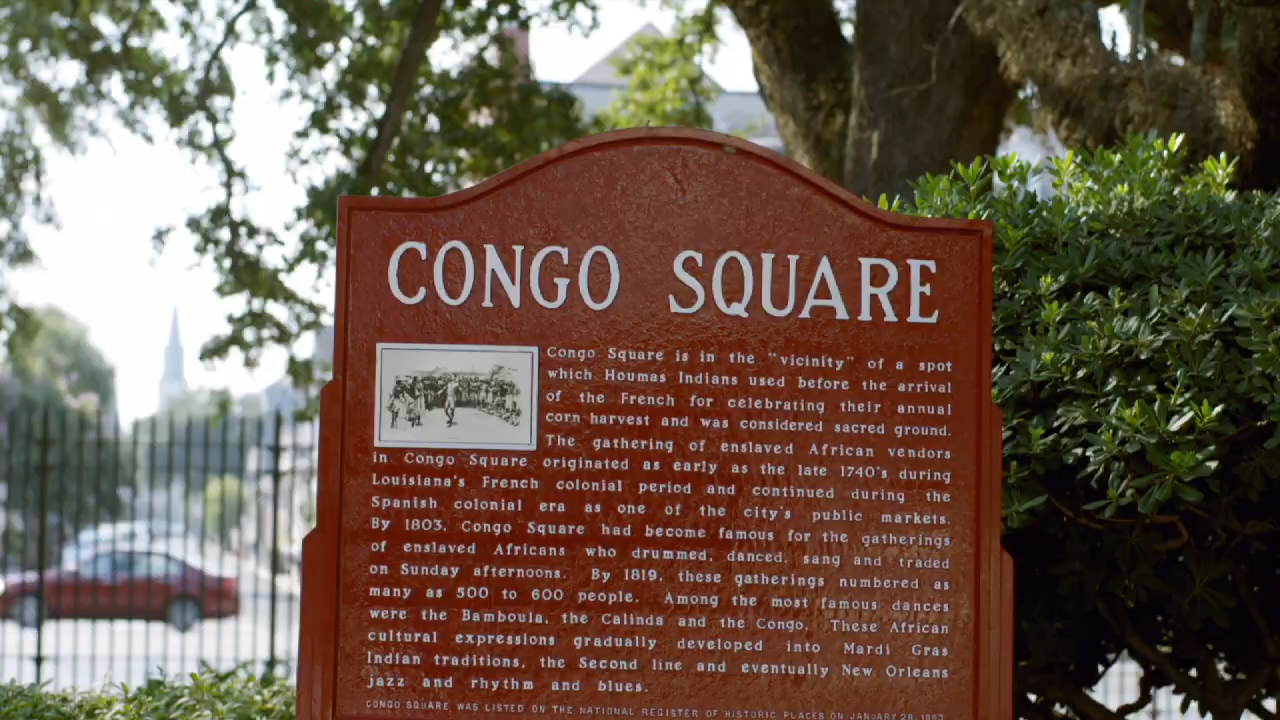 CONGO SQUARE
Congo Square is in the "vicinity" of a spot
which Houmas Indians used before the arrival
of the French for celebrating their annual
corn harvest and was considered sacred ground.
The gathering of enslaved African vendors
in Congo Square originated as early as the late 1740's during
Louisiana's French colonial period and continued during the
Spanish colonial era as one of the city's public markets.
By 1803, Congo Square had become famous for the gatherings
of enslaved Africans who drummed, danced, sang and traded
on Sunday afternoons. By 1819, these gatherings numbered as
many as 500 to 600 people. Among the most famous dances
were the Bamboula, the Calinda and the Congo. These African
cultural expressions gradually developed into Mardi Gras
Indian traditions, the Second line and eventually New Orleans
jazz and rhythm and blues.
CONGO SQUARE WAS LISTED ON THE NATIONAL REGISTER OF HISTORIC PLACES ON JANUARY 28, 1993